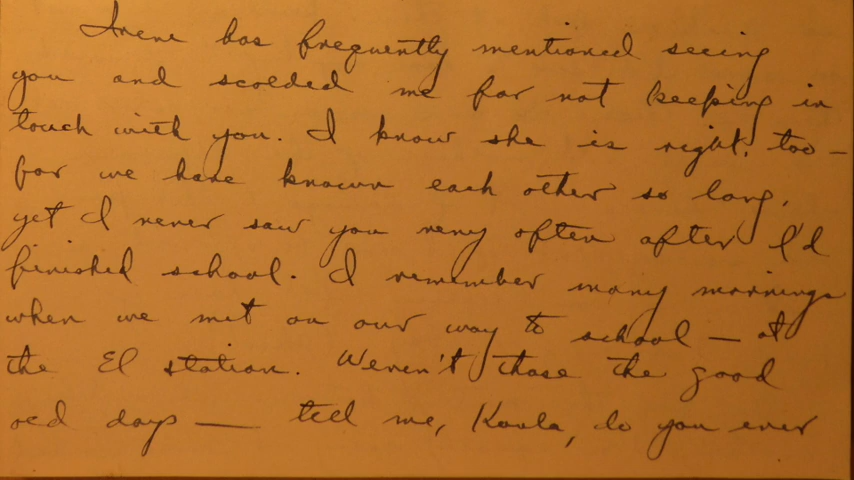 Irene has frequently mentioned seeing
you and scolded me for not keeping in
touch with you. I know she is right, too —
for we have known each other so long,
yet I never saw you very often after I'd
finished school. I remember many mornings
when we met on our way to school — at
the El station. Weren't those the good
old days — tell me, Koula, do you ever